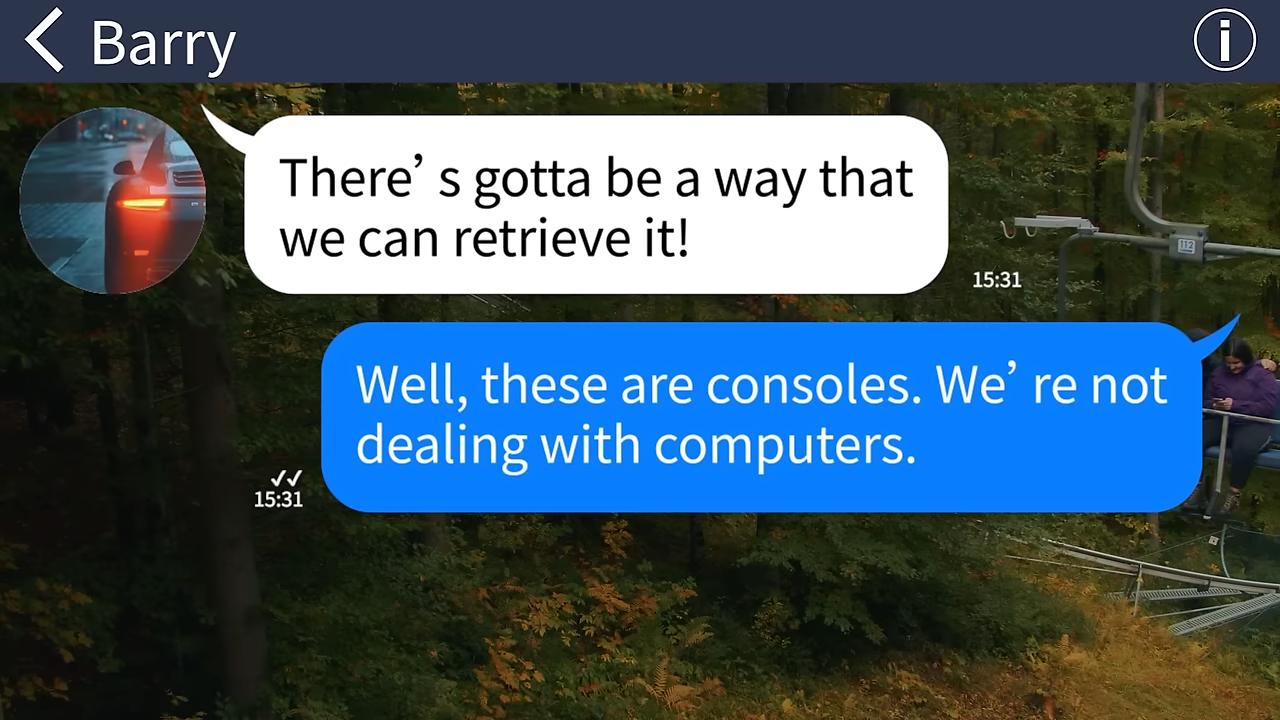 Barry
There’s gotta be a way that
we can retrieve it!
15:31
112
Well, these are consoles. We’re not
dealing with computers.
15:31